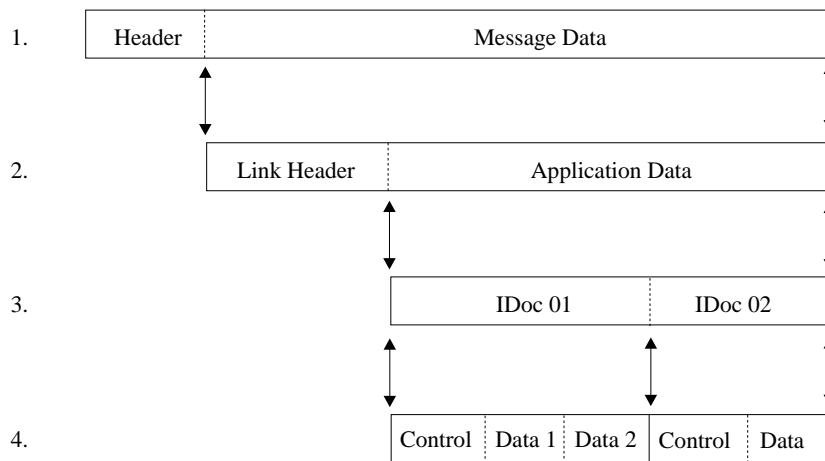 1. Header Message Data
2. Link Header Application Data
3. IDoc 01 IDoc 02
4. Control Data 1 Data 2 Control Data